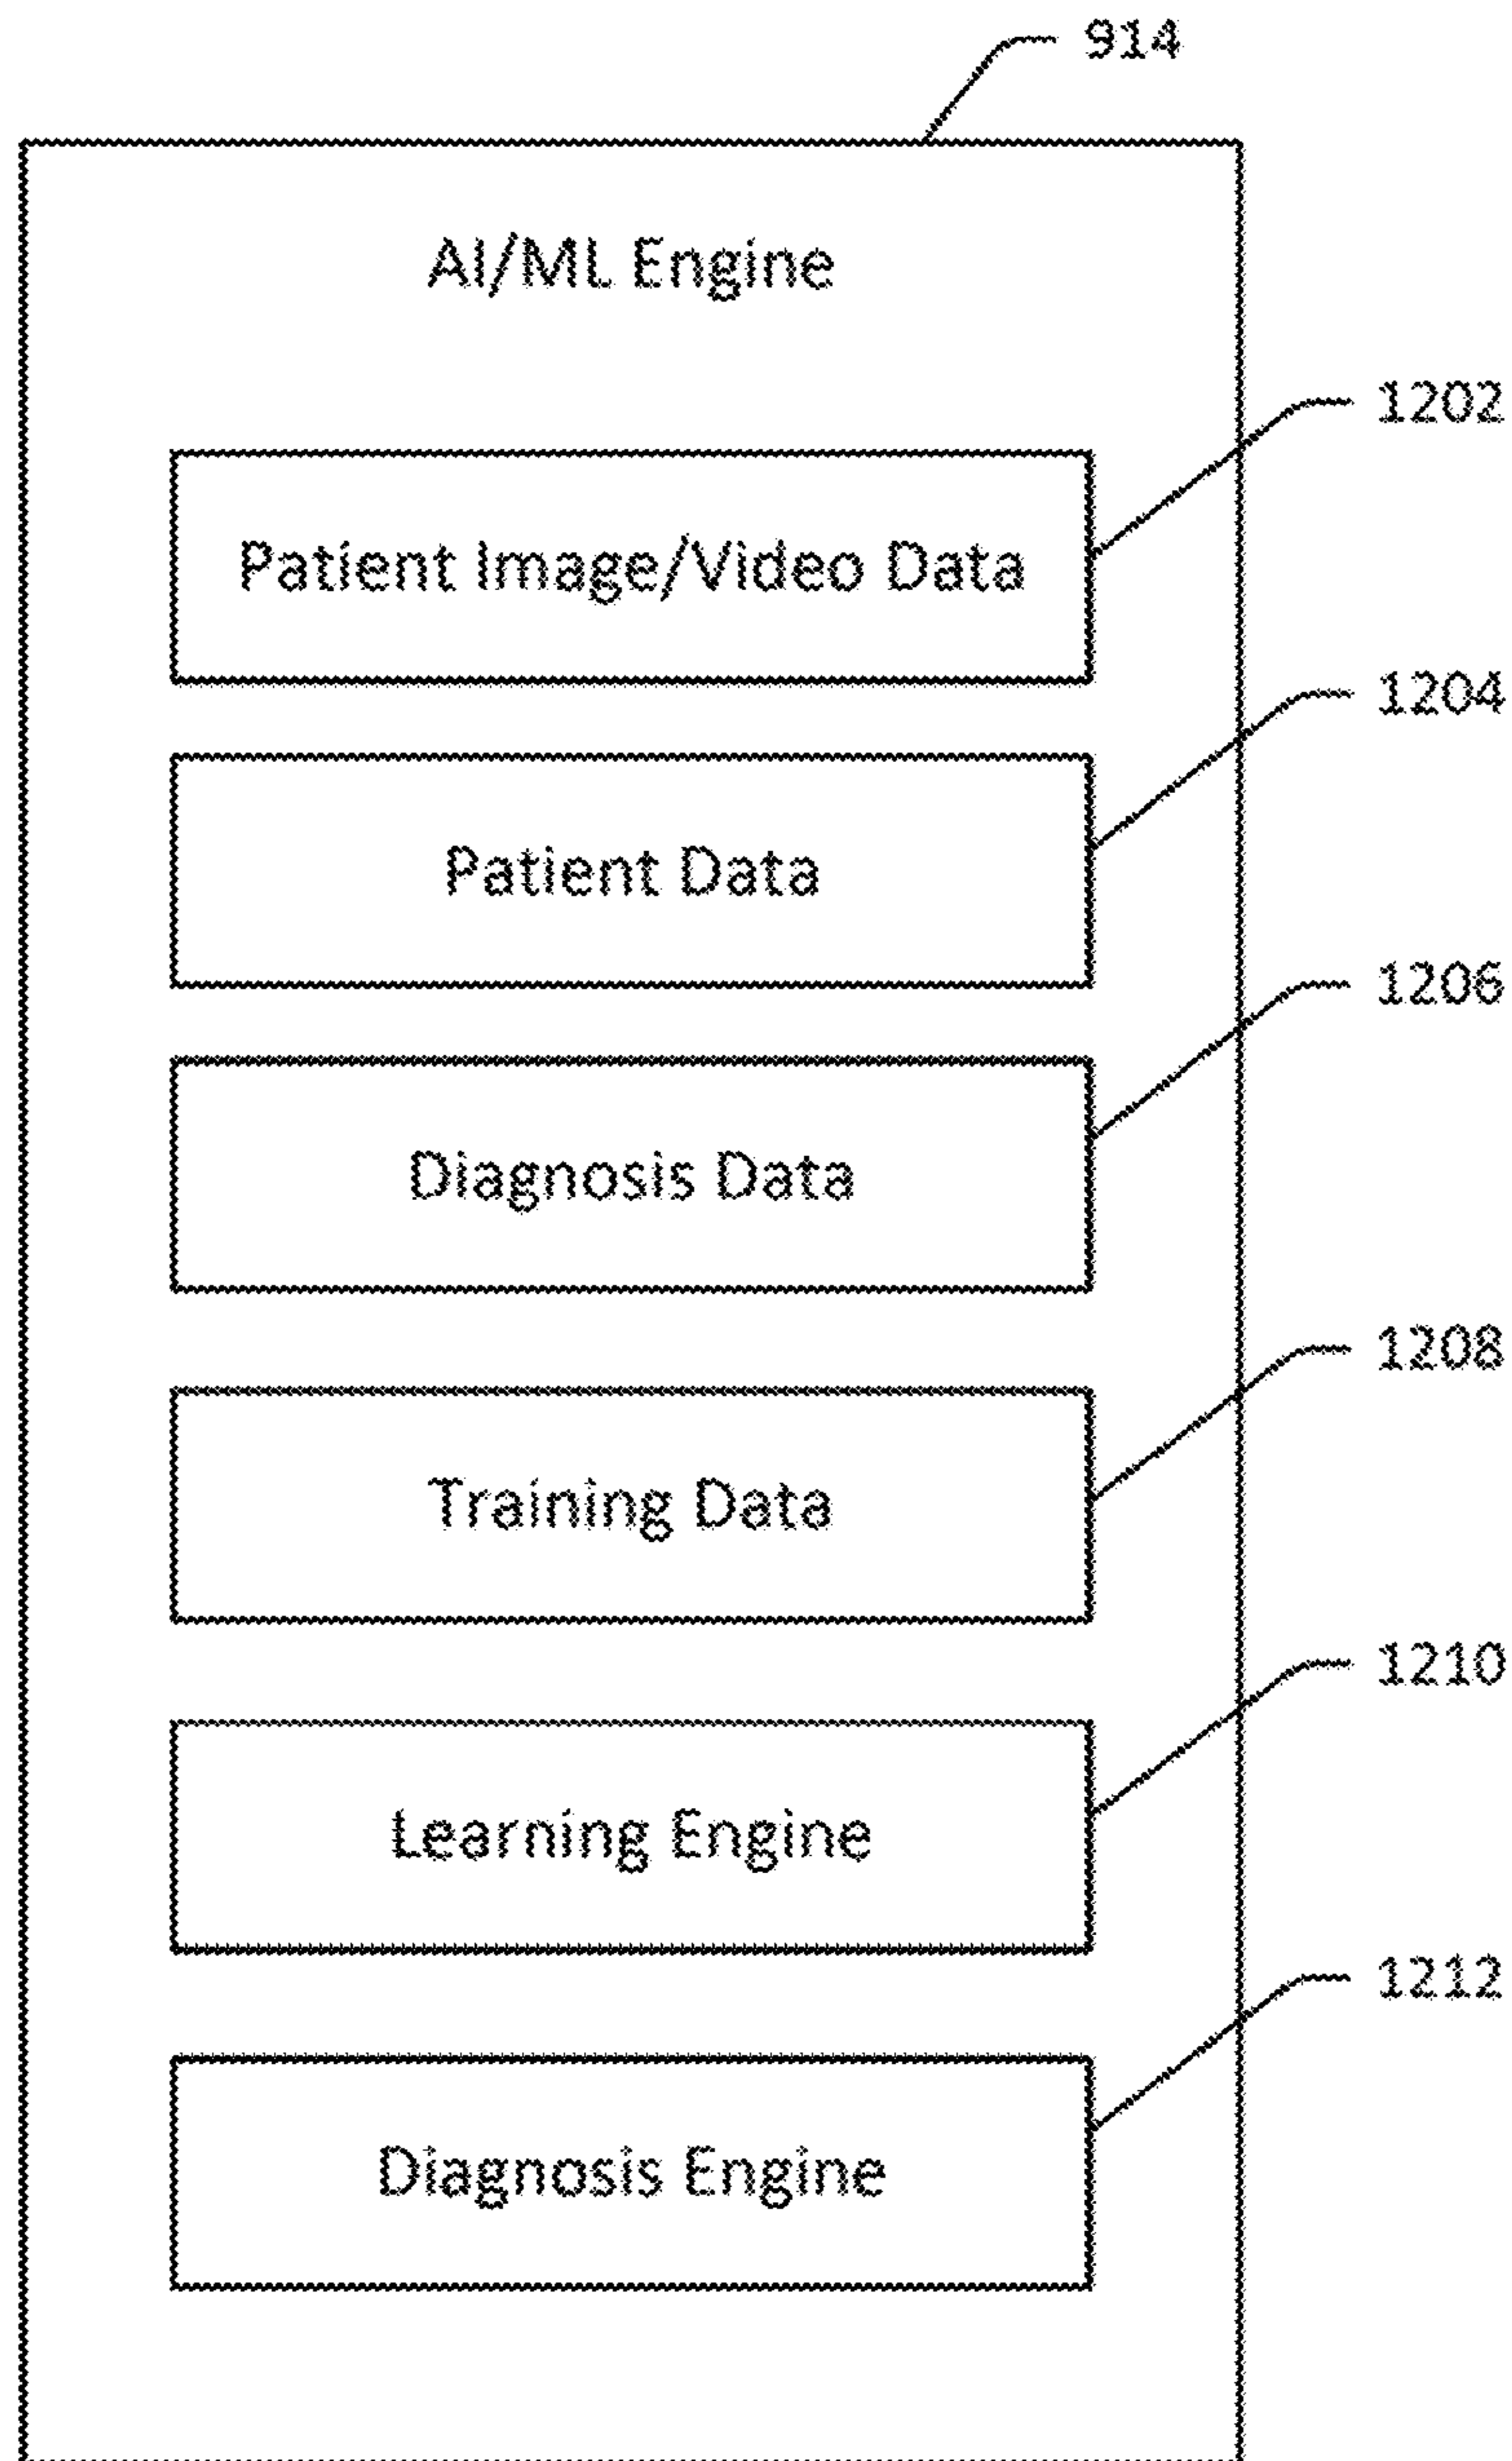 914
AI/ML Engine
1202
Patient Image/Video Data
1204
Patient Data
1206
Diagnosis Data
1208
Training Data
1210
Learning Engine
1212
Diagnosis Engine